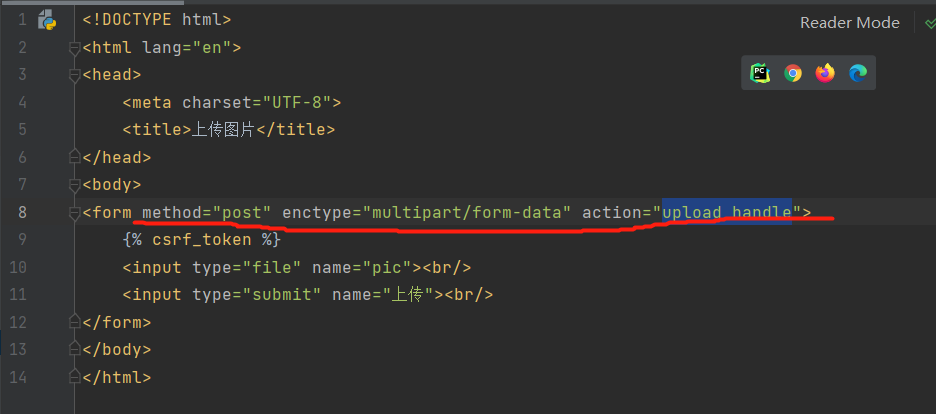 Reader Mode
1 <!DOCTYPE html>
2 <html lang="en">
3 <head>
4 <meta charset="UTF-8">
5 <title>上传图片</title>
6 </head>
7 <body>
8 <form method="post" enctype="multipart/form-data" action="upload_handle">
9 {% csrf_token %}
10 <input type="file" name="pic"><br/>
11 <input type="submit" name="上传"><br/>
12 </form>
13 </body>
14 </html>
PC